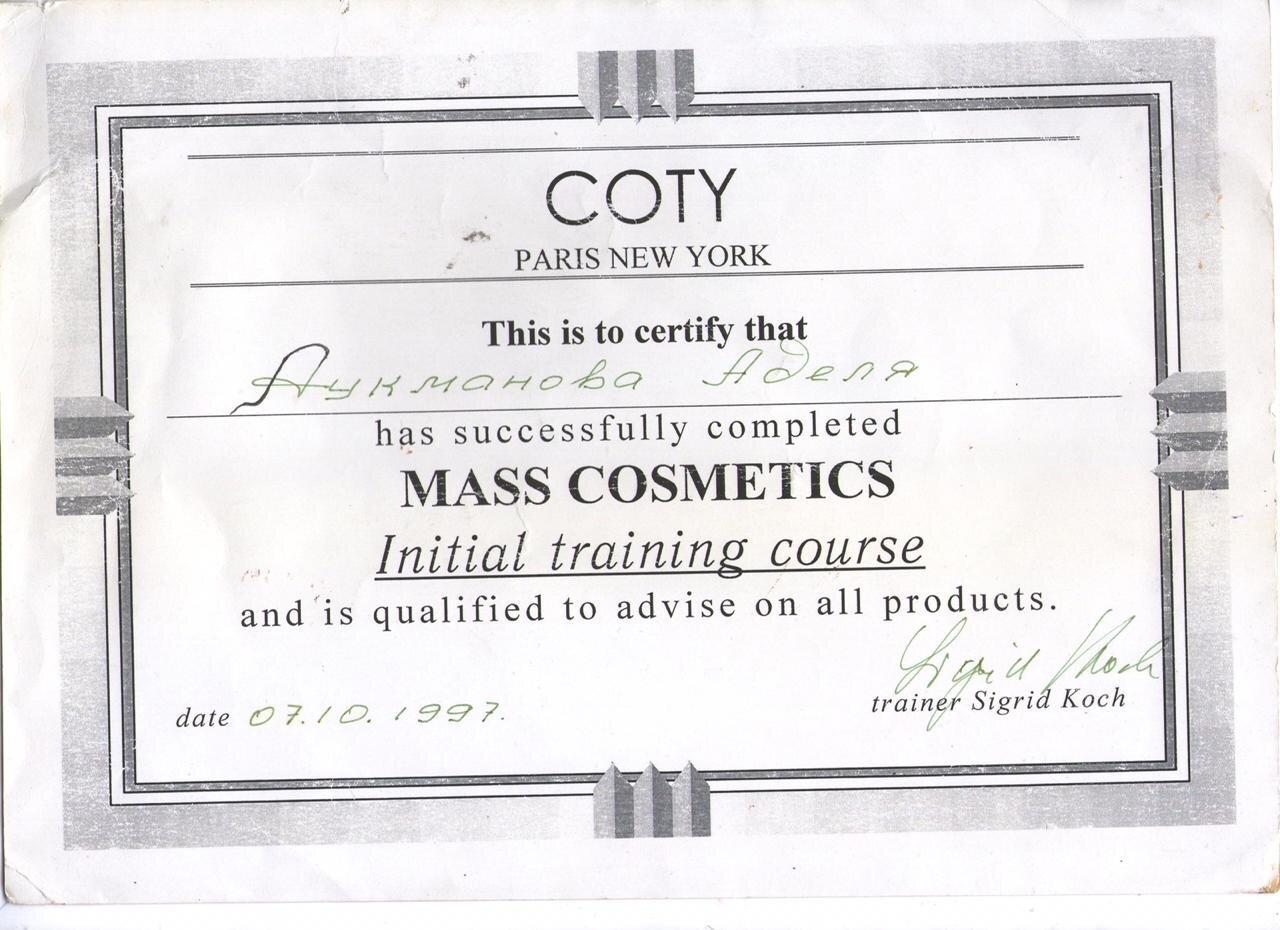 COTY
PARIS NEW YORK
This is to certify that
Аукманова Аделя
has successfully completed
MASS COSMETICS
Initial training course
and is qualified to advise on all products.
Sigrid Koch
date 07.10.1997.
trainer Sigrid Koch